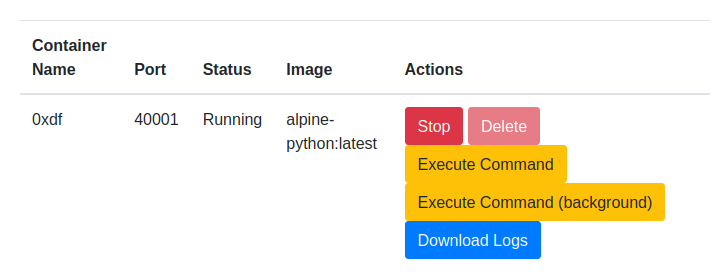 Container
Name Port Status Image Actions
0xdf 40001 Running alpine- Stop Delete
python:latest
Execute Command
Execute Command (background)
Download Logs